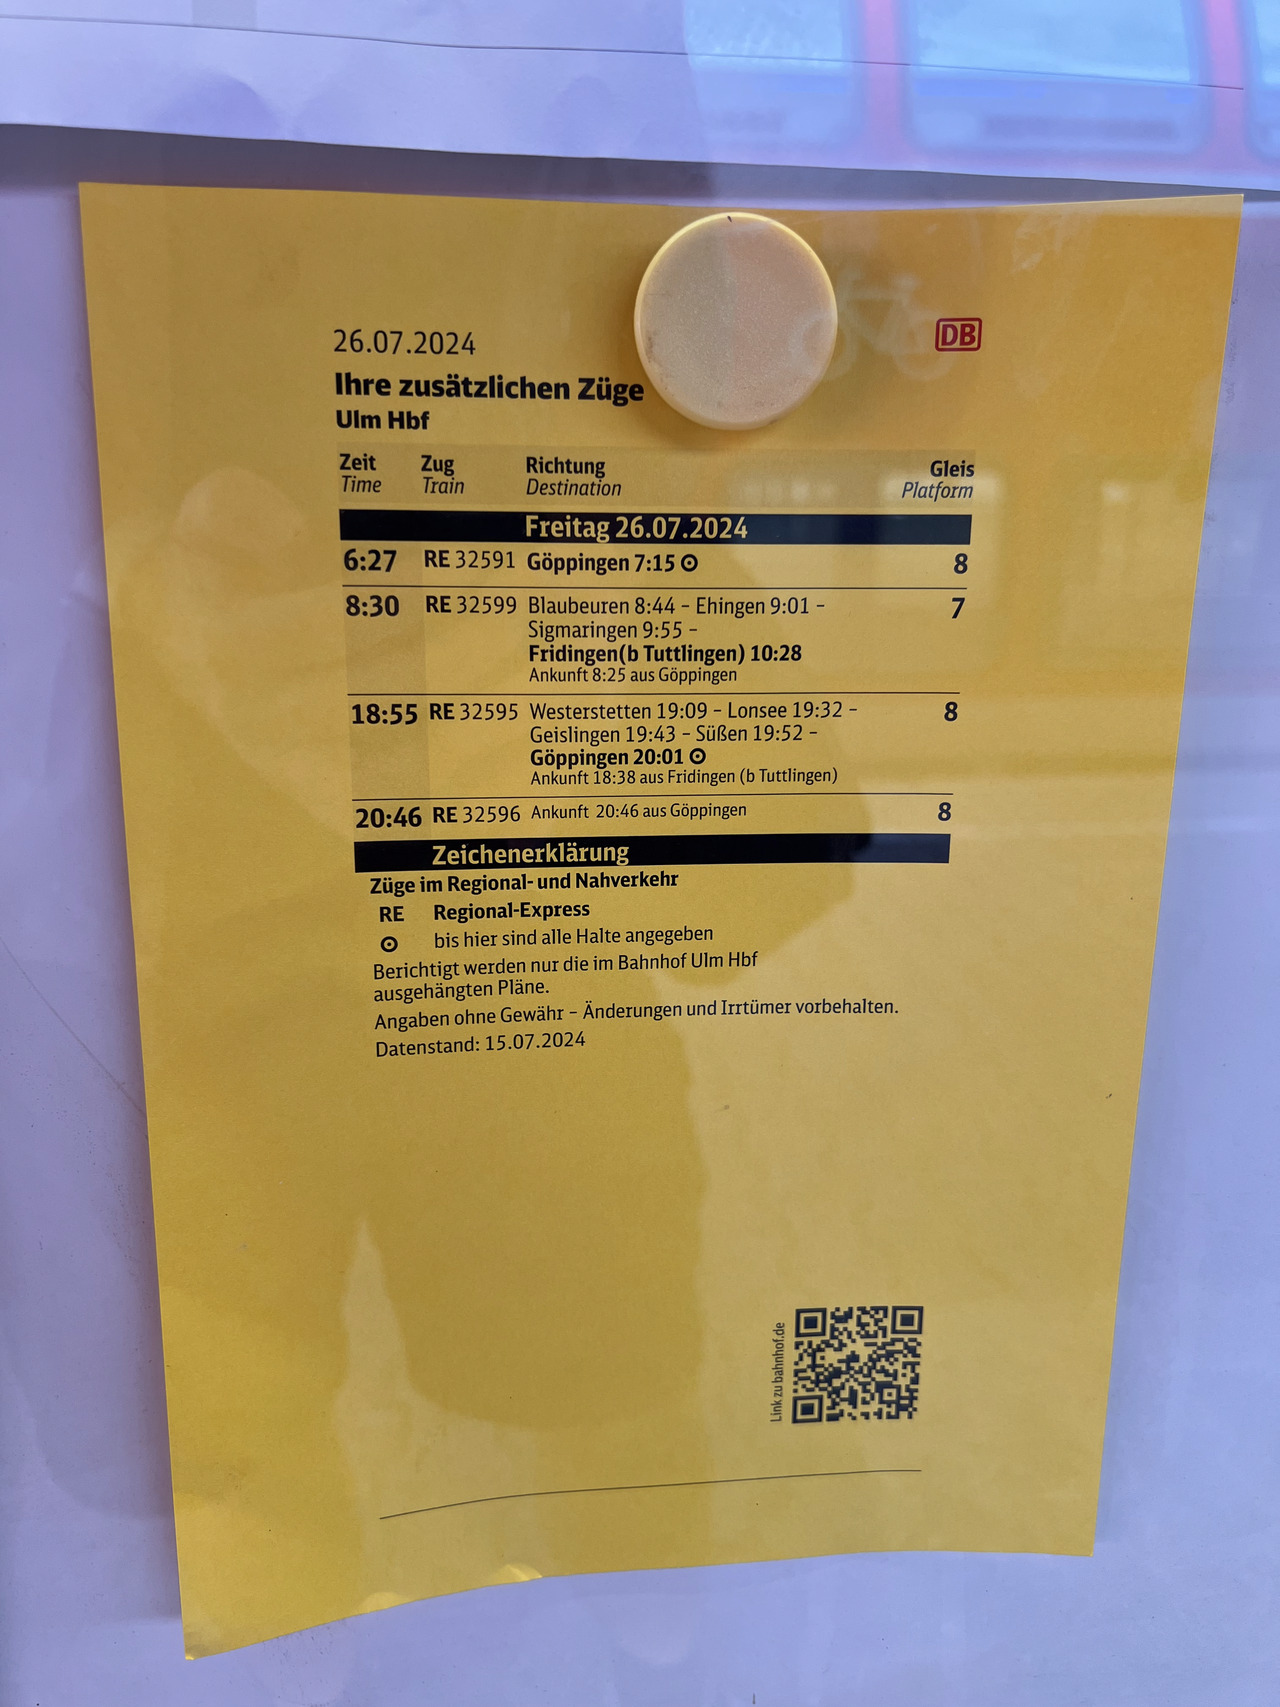 26.07.2024
DB
Ihre zusätzlichen Züge
Ulm Hbf
Zeit Zug Richtung Gleis
Time Train Destination Platform
Freitag 26.07.2024
6:27 RE 32591 Göppingen 7:15 ⊙ 8
8:30 RE 32599 Blaubeuren 8:44 – Ehingen 9:01 – 7
Sigmaringen 9:55 –
Fridingen(b Tuttlingen) 10:28
Ankunft 8:25 aus Göppingen
18:55 RE 32595 Westerstetten 19:09 – Lonsee 19:32 – 8
Geislingen 19:43 – Süßen 19:52 –
Göppingen 20:01 ⊙
Ankunft 18:38 aus Fridingen (b Tuttlingen)
20:46 RE 32596 Ankunft 20:46 aus Göppingen 8
Zeichenerklärung
Züge im Regional- und Nahverkehr
RE Regional-Express
⊙ bis hier sind alle Halte angegeben
Berichtigt werden nur die im Bahnhof Ulm Hbf
ausgehängten Pläne.
Angaben ohne Gewähr – Änderungen und Irrtümer vorbehalten.
Datenstand: 15.07.2024
Link zu bahnhof.de